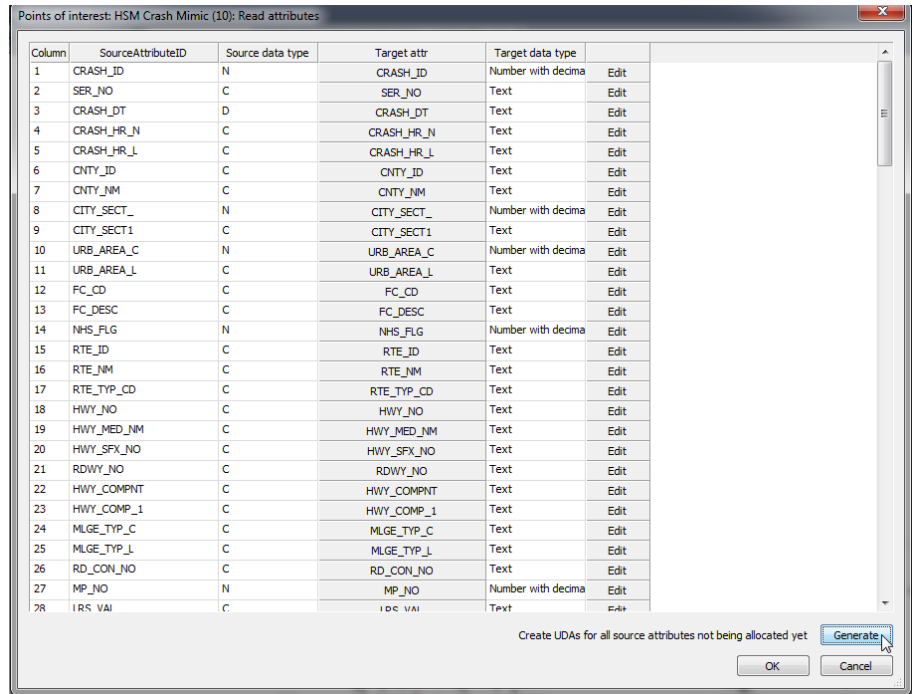 Points of interest: HSM Crash Mimic (10): Read attributes
Column SourceAttributeID Source data type Target attr Target data type
1 CRASH_ID N CRASH_ID Number with decima Edit
2 SER_NO C SER_NO Text Edit
3 CRASH_DT D CRASH_DT Text Edit
4 CRASH_HR_N C CRASH_HR_N Text Edit
5 CRASH_HR_L C CRASH_HR_L Text Edit
6 CNTY_ID C CNTY_ID Text Edit
7 CNTY_NM C CNTY_NM Text Edit
8 CITY_SECT_ N CITY_SECT_ Number with decima Edit
9 CITY_SECT1 C CITY_SECT1 Text Edit
10 URB_AREA_C N URB_AREA_C Number with decima Edit
11 URB_AREA_L C URB_AREA_L Text Edit
12 FC_CD C FC_CD Text Edit
13 FC_DESC C FC_DESC Text Edit
14 NHS_FLG N NHS_FLG Number with decima Edit
15 RTE_ID C RTE_ID Text Edit
16 RTE_NM C RTE_NM Text Edit
17 RTE_TYP_CD C RTE_TYP_CD Text Edit
18 HWY_NO C HWY_NO Text Edit
19 HWY_MED_NM C HWY_MED_NM Text Edit
20 HWY_SFX_NO C HWY_SFX_NO Text Edit
21 RDWY_NO C RDWY_NO Text Edit
22 HWY_COMPNT C HWY_COMPNT Text Edit
23 HWY_COMP_1 C HWY_COMP_1 Text Edit
24 MLGE_TYP_C C MLGE_TYP_C Text Edit
25 MLGE_TYP_L C MLGE_TYP_L Text Edit
26 RD_CON_NO C RD_CON_NO Text Edit
27 MP_NO N MP_NO Number with decima Edit
28 LRS_VAL C LRS_VAL Text Edit
Create UDAs for all source attributes not being allocated yet Generate
OK Cancel